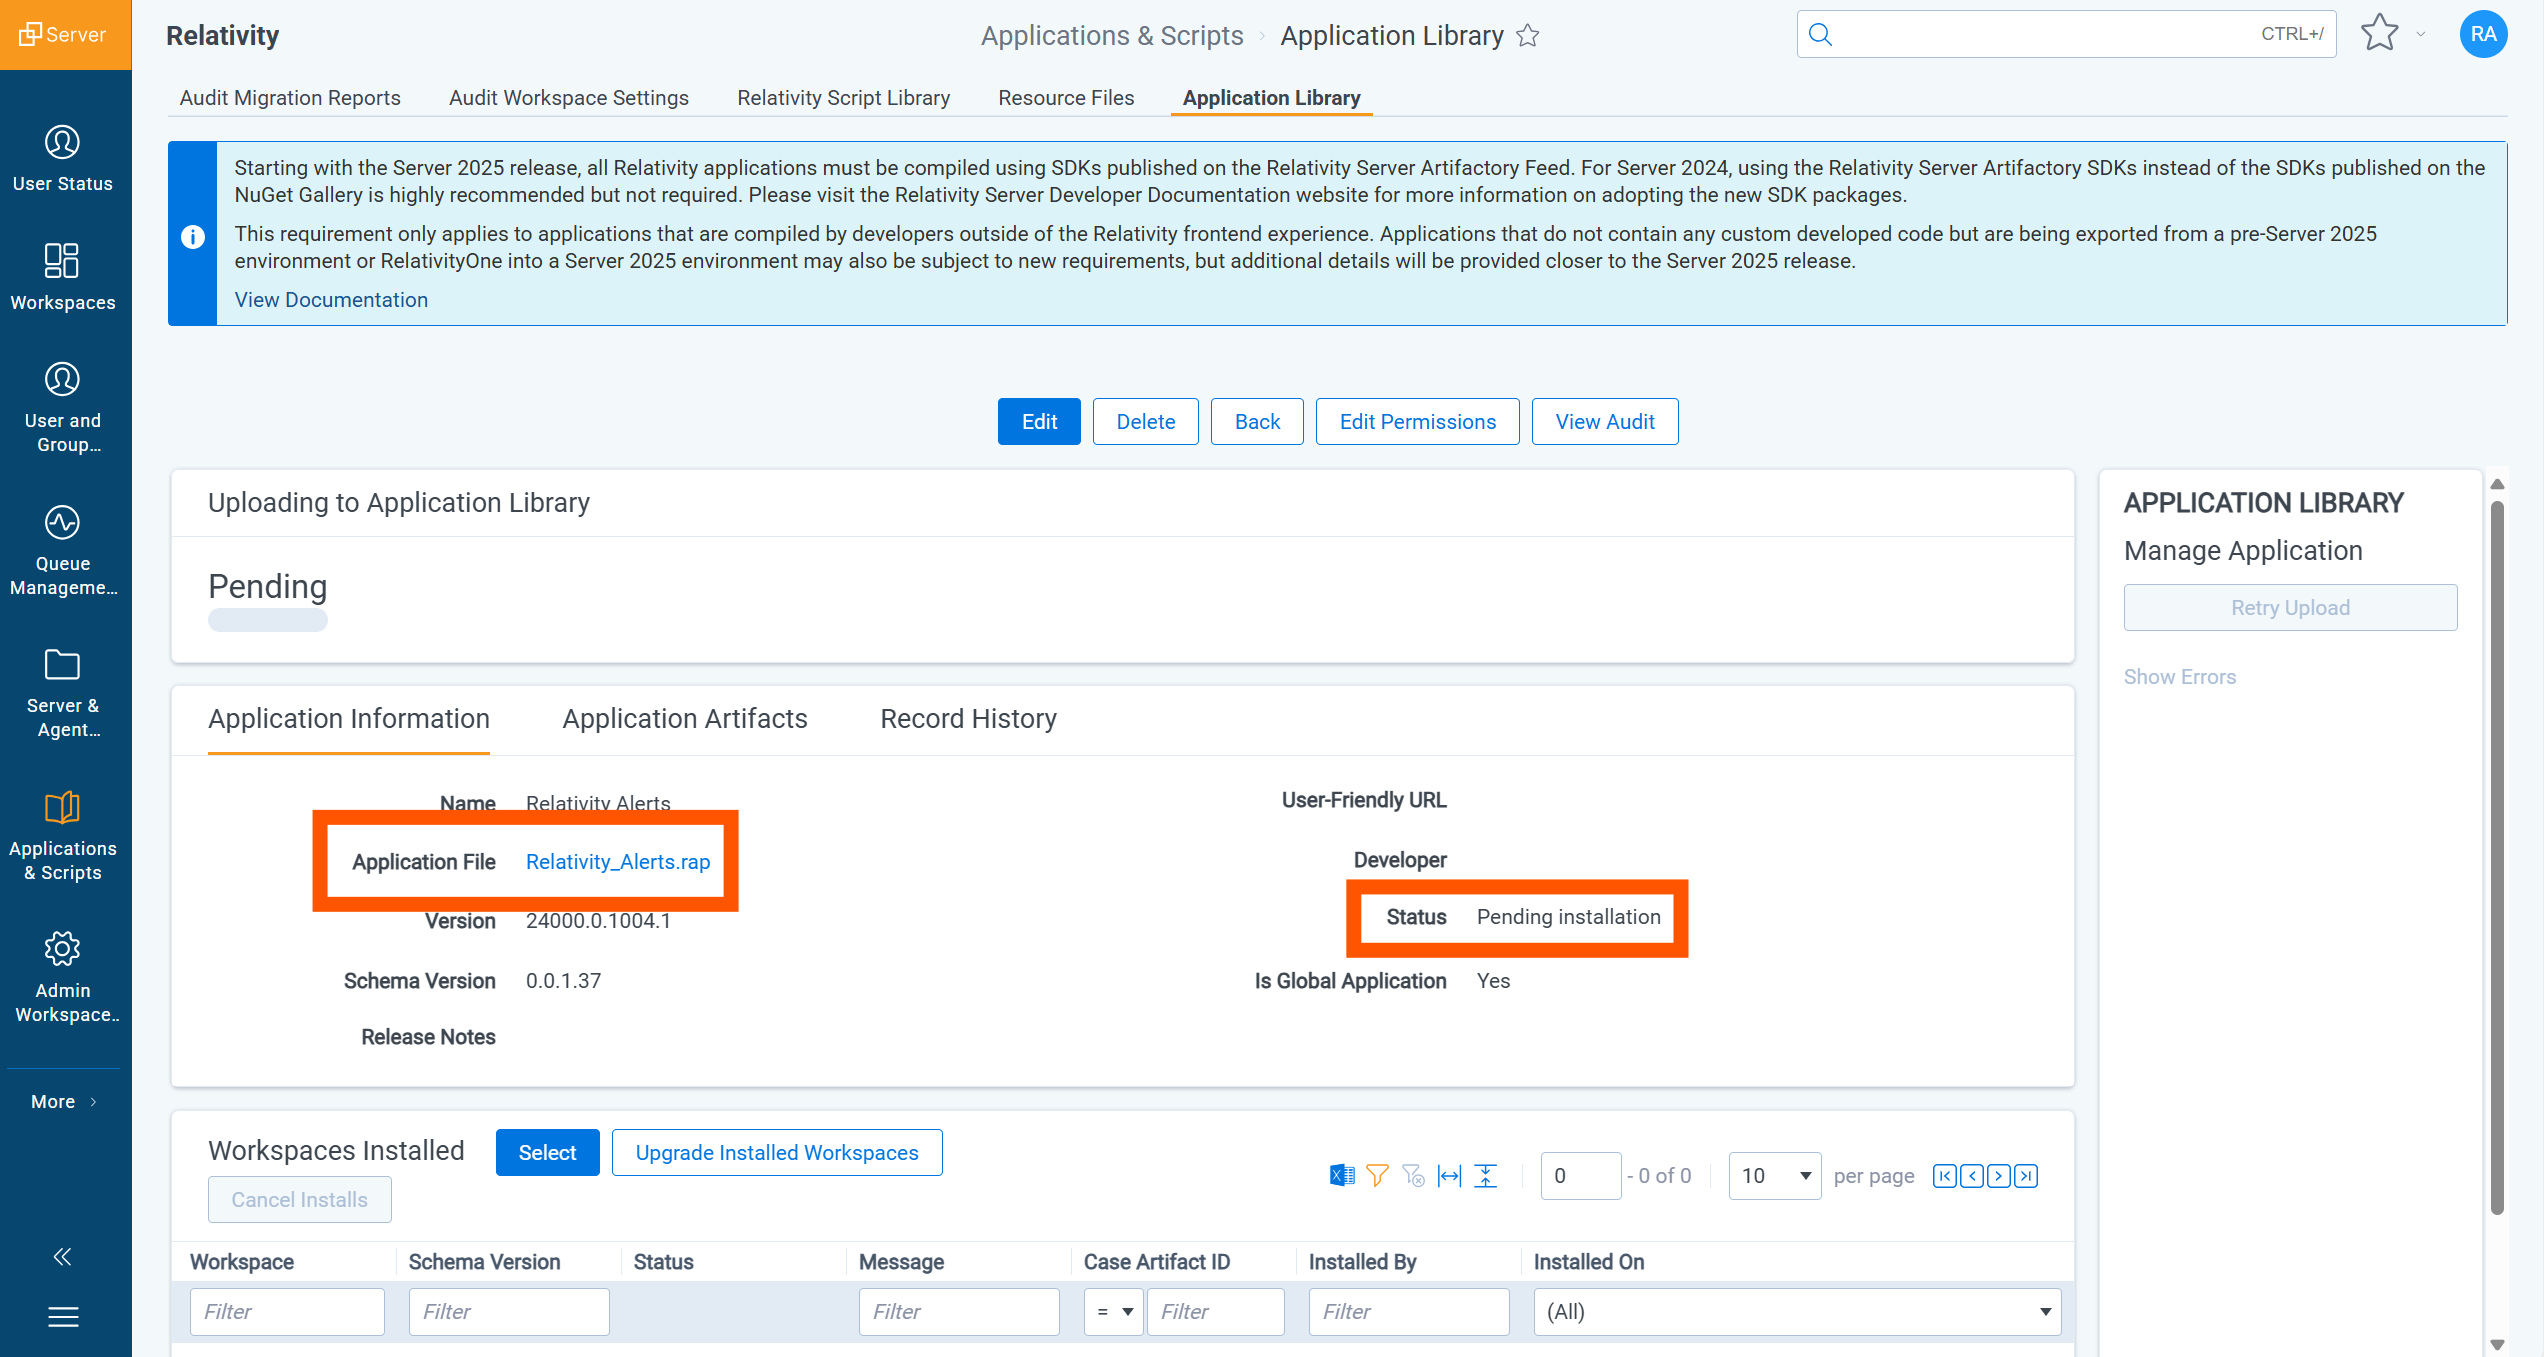 Server
Relativity
Applications & Scripts
Application Library
CTRL+/
RA
Audit Migration Reports
Audit Workspace Settings
Relativity Script Library
Resource Files
Application Library
User Status
Workspaces
User and
Group...
Queue
Manageme...
Server &
Agent...
Applications
& Scripts
Admin
Workspace..
More
Starting with the Server 2025 release, all Relativity applications must be compiled using SDKs published on the Relativity Server Artifactory Feed. For Server 2024, using the Relativity Server Artifactory SDKs instead of the SDKs published on the
NuGet Gallery is highly recommended but not required. Please visit the Relativity Server Developer Documentation website for more information on adopting the new SDK packages.
This requirement only applies to applications that are compiled by developers outside of the Relativity frontend experience. Applications that do not contain any custom developed code but are being exported from a pre-Server 2025
environment or RelativityOne into a Server 2025 environment may also be subject to new requirements, but additional details will be provided closer to the Server 2025 release.
View Documentation
Edit
Delete
Back
Edit Permissions
View Audit
Uploading to Application Library
Pending
APPLICATION LIBRARY
Manage Application
Retry Upload
Show Errors
Application Information
Application Artifacts
Record History
Name Relativity Alerts
Application File Relativity_Alerts.rap
Version 24000.0.1004.1
Schema Version 0.0.1.37
Release Notes
User-Friendly URL
Developer
Status Pending installation
Is Global Application Yes
Workspaces Installed
Select
Upgrade Installed Workspaces
Cancel Installs
0 - 0 of 0
10 per page
Workspace
Schema Version
Status
Message
Case Artifact ID
Installed By
Installed On
Filter
Filter
Filter
=
Filter
Filter
(All)